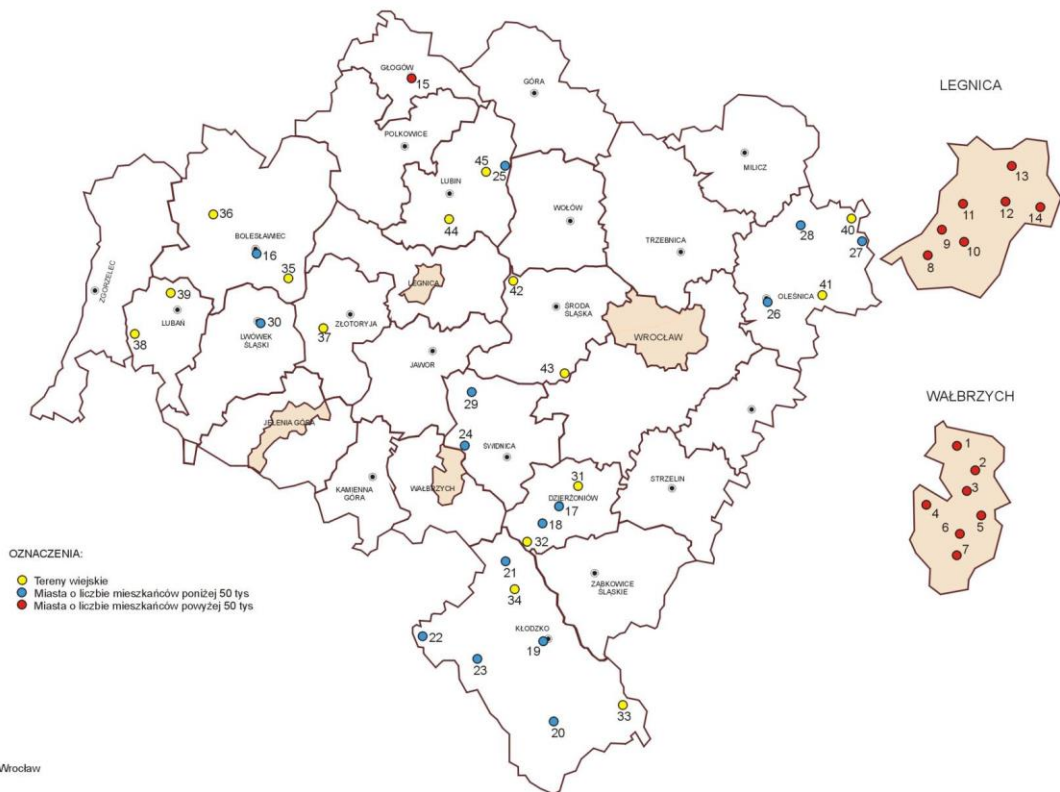 GŁOGÓW
15
GÓRA
LEGNICA
POLKOWICE
MILICZ
45
25
LUBIN
13
36
44
WOŁÓW
TRZEBNICA
28
40
27
11
12
14
BOLESŁAWIEC
16
9
10
8
ZGORZELEC
35
LEGNICA
42
ŚRODA
ŚLĄSKA
OLEŚNICA
41
26
39
LUBAŃ
38
30
LWÓWEK
ŚLĄSKI
37
ZŁOTORYJA
WROCŁAW
JAWOR
43
29
WAŁBRZYCH
JELENIA GÓRA
24
ŚWIDNICA
1
2
3
4
5
6
7
KAMIENNA
GÓRA
WAŁBRZYCH
31
DZIERŻONIÓW
17
18
32
STRZELIN
OZNACZENIA:
Tereny wiejskie
Miasta o liczbie mieszkańców poniżej 50 tys
Miasta o liczbie mieszkańców powyżej 50 tys
21
34
ZĄBKOWICE
ŚLĄSKIE
22
KŁODZKO
19
23
33
20
Wrocław